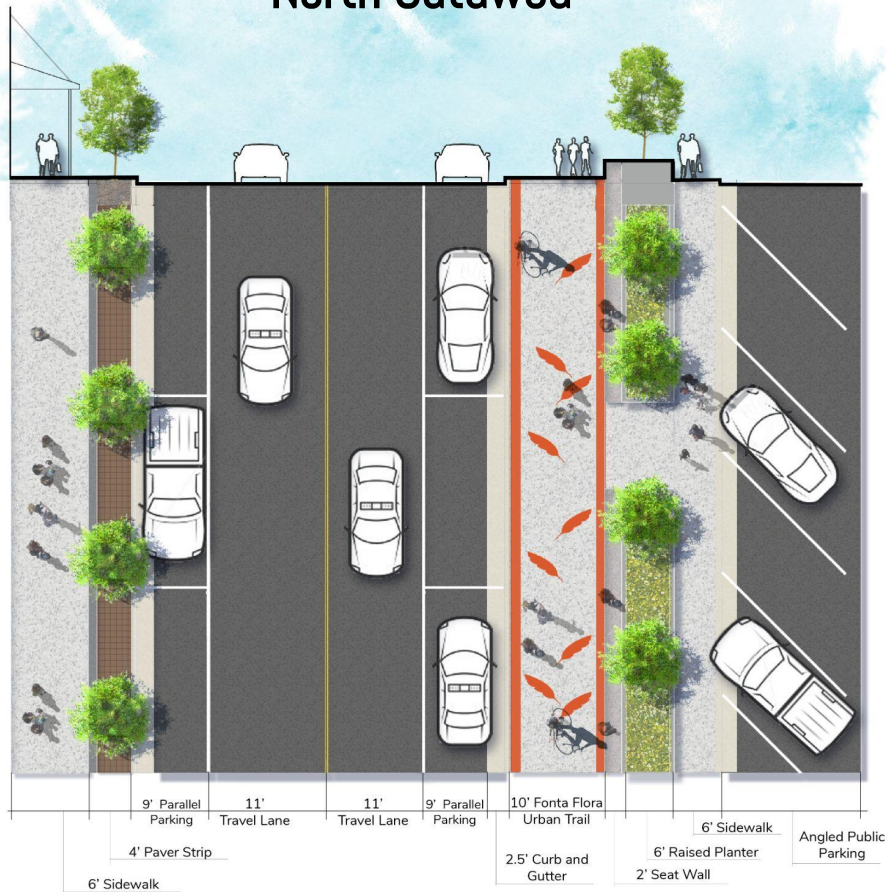 North Catawba
9' Parallel
Parking
11'
Travel Lane
11'
Travel Lane
9' Parallel
Parking
10' Fonta Flora
Urban Trail
6' Sidewalk
Angled Public
Parking
4' Paver Strip
2.5' Curb and
Gutter
6' Raised Planter
2' Seat Wall
6' Sidewalk